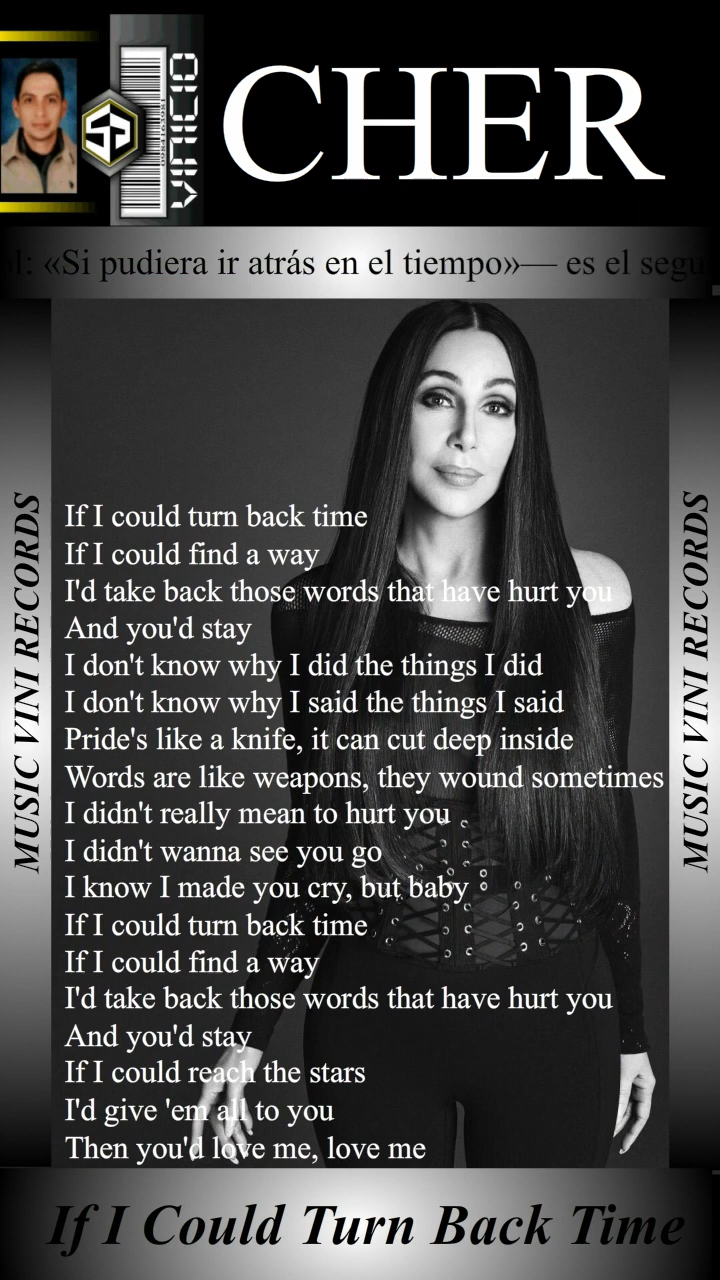 VINICIO
CHER
l: «Si pudiera ir atrás en el tiempo»— es el segu
MUSIC VINI RECORDS
If I could turn back time
If I could find a way
I'd take back those words that have hurt you
And you'd stay
I don't know why I did the things I did
I don't know why I said the things I said
Pride's like a knife, it can cut deep inside
Words are like weapons, they wound sometimes
I didn't really mean to hurt you
I didn't wanna see you go
I know I made you cry, but baby
If I could turn back time
If I could find a way
I'd take back those words that have hurt you
And you'd stay
If I could reach the stars
I'd give 'em all to you
Then you'd love me, love me
MUSIC VINI RECORDS
If I Could Turn Back Time